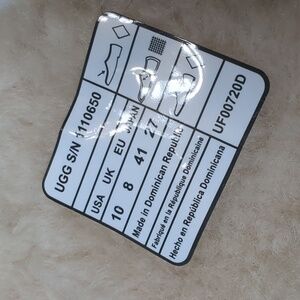 UGG S/N 1110650
USA UK EU JAPAN
10 8 41 27
Made in Dominican Republic
Fabriqué en la République Dominicaine
Hecho en República Dominicana
UF00720D